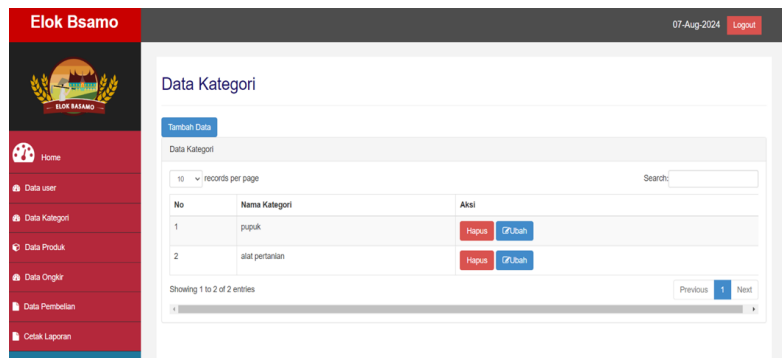 Elok Bsamo
07-Aug-2024 Logout
ELOK BASAMO
Home
Data user
Data Kategori
Data Produk
Data Ongkir
Data Pembelian
Cetak Laporan
Data Kategori
Tambah Data
Data Kategori
10 records per page Search:
No Nama Kategori Aksi
1 pupuk Hapus Ubah
2 alat pertanian Hapus Ubah
Showing 1 to 2 of 2 entries Previous 1 Next